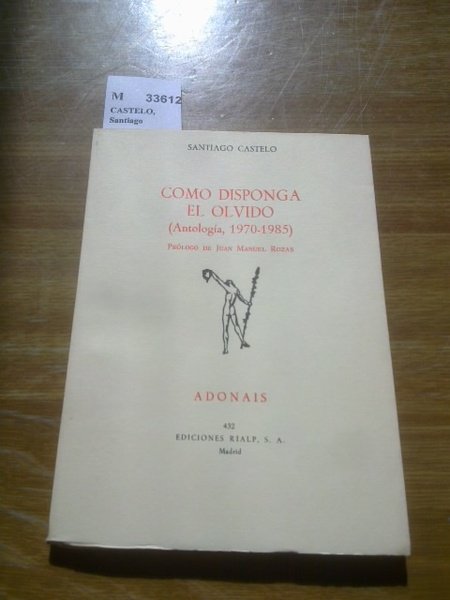 M 33612
CASTELO,
Santiago
SANTIAGO CASTELO
COMO DISPONGA
EL OLVIDO
(Antología, 1970-1985)
PRÓLOGO DE JUAN MANUEL ROZAS
ADONAIS
432
EDICIONES RIALP, S. A.
Madrid